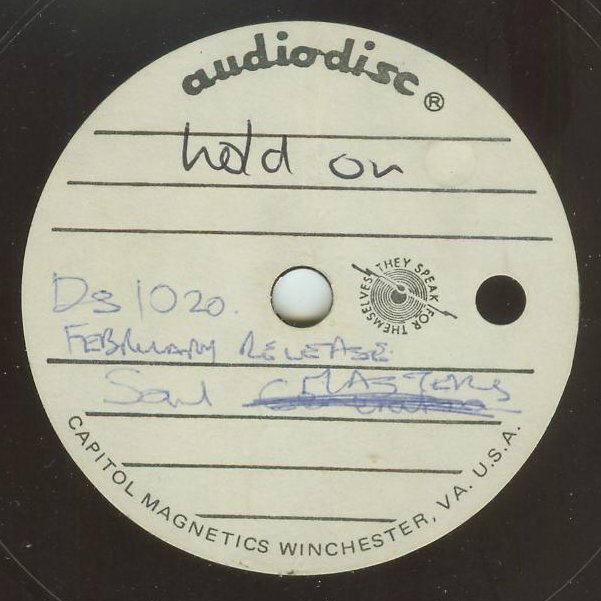 audiodisc ®
hold on
THEY SPEAK FOR THEMSELVES
Ds 1020.
FEBRUARY RELEASE.
Soul MASTERS
CAPITOL MAGNETICS WINCHESTER, VA. U.S.A.